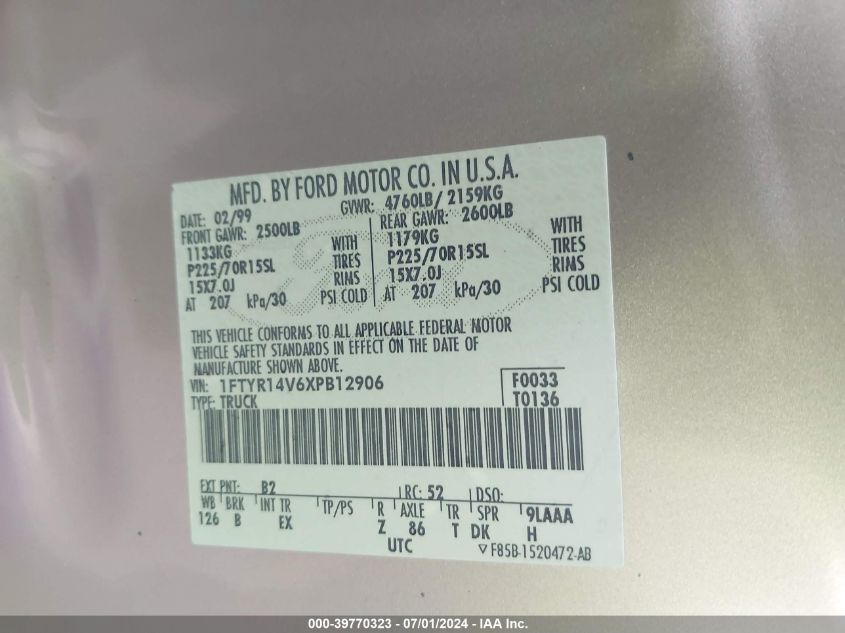 MFD. BY FORD MOTOR CO. IN U.S.A.
DATE: 02/99 GVWR: 4760LB/ 2159KG
FRONT GAWR: 2500LB REAR GAWR: 2600LB
1133KG WITH 1179KG WITH
P225/70R15SL TIRES P225/70R15SL TIRES
15X7.0J RIMS 15X7.0J RIMS
AT 207 kPa/30 PSI COLD AT 207 kPa/30 PSI COLD
THIS VEHICLE CONFORMS TO ALL APPLICABLE FEDERAL MOTOR
VEHICLE SAFETY STANDARDS IN EFFECT ON THE DATE OF
MANUFACTURE SHOWN ABOVE.
VIN: 1FTYR14V6XPB12906 F0033
TYPE: TRUCK T0136
EXT PNT: B2 RC: 52 DSO:
WB BRK INT TR TP/PS R AXLE TR SPR 9LAAA
126 B EX Z 86 T DK H
UTC F85B-1520472-AB
000-39770323 - 07/01/2024 - IAA Inc.